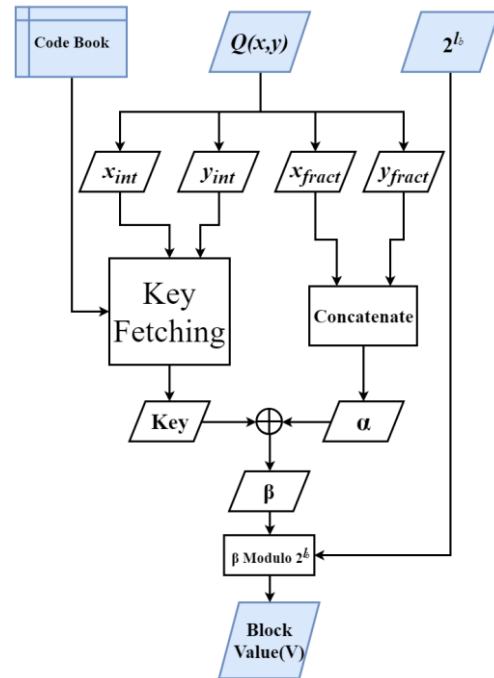 Code Book
Q(x,y)
2^{l_b}
x_{int}
y_{int}
x_{fract}
y_{fract}
Key
Fetching
Concatenate
Key
α
β
β Modulo 2^{l_b}
Block
Value(V)